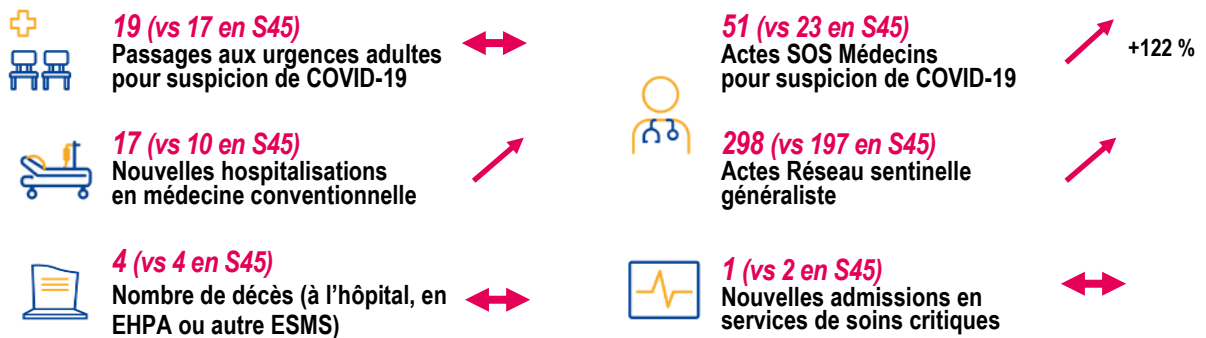 19 (vs 17 en S45)
Passages aux urgences adultes
pour suspicion de COVID-19
51 (vs 23 en S45)
Actes SOS Médecins
pour suspicion de COVID-19
+122 %
17 (vs 10 en S45)
Nouvelles hospitalisations
en médecine conventionnelle
298 (vs 197 en S45)
Actes Réseau sentinelle
généraliste
4 (vs 4 en S45)
Nombre de décès (à l’hôpital, en
EHPA ou autre ESMS)
1 (vs 2 en S45)
Nouvelles admissions en
services de soins critiques